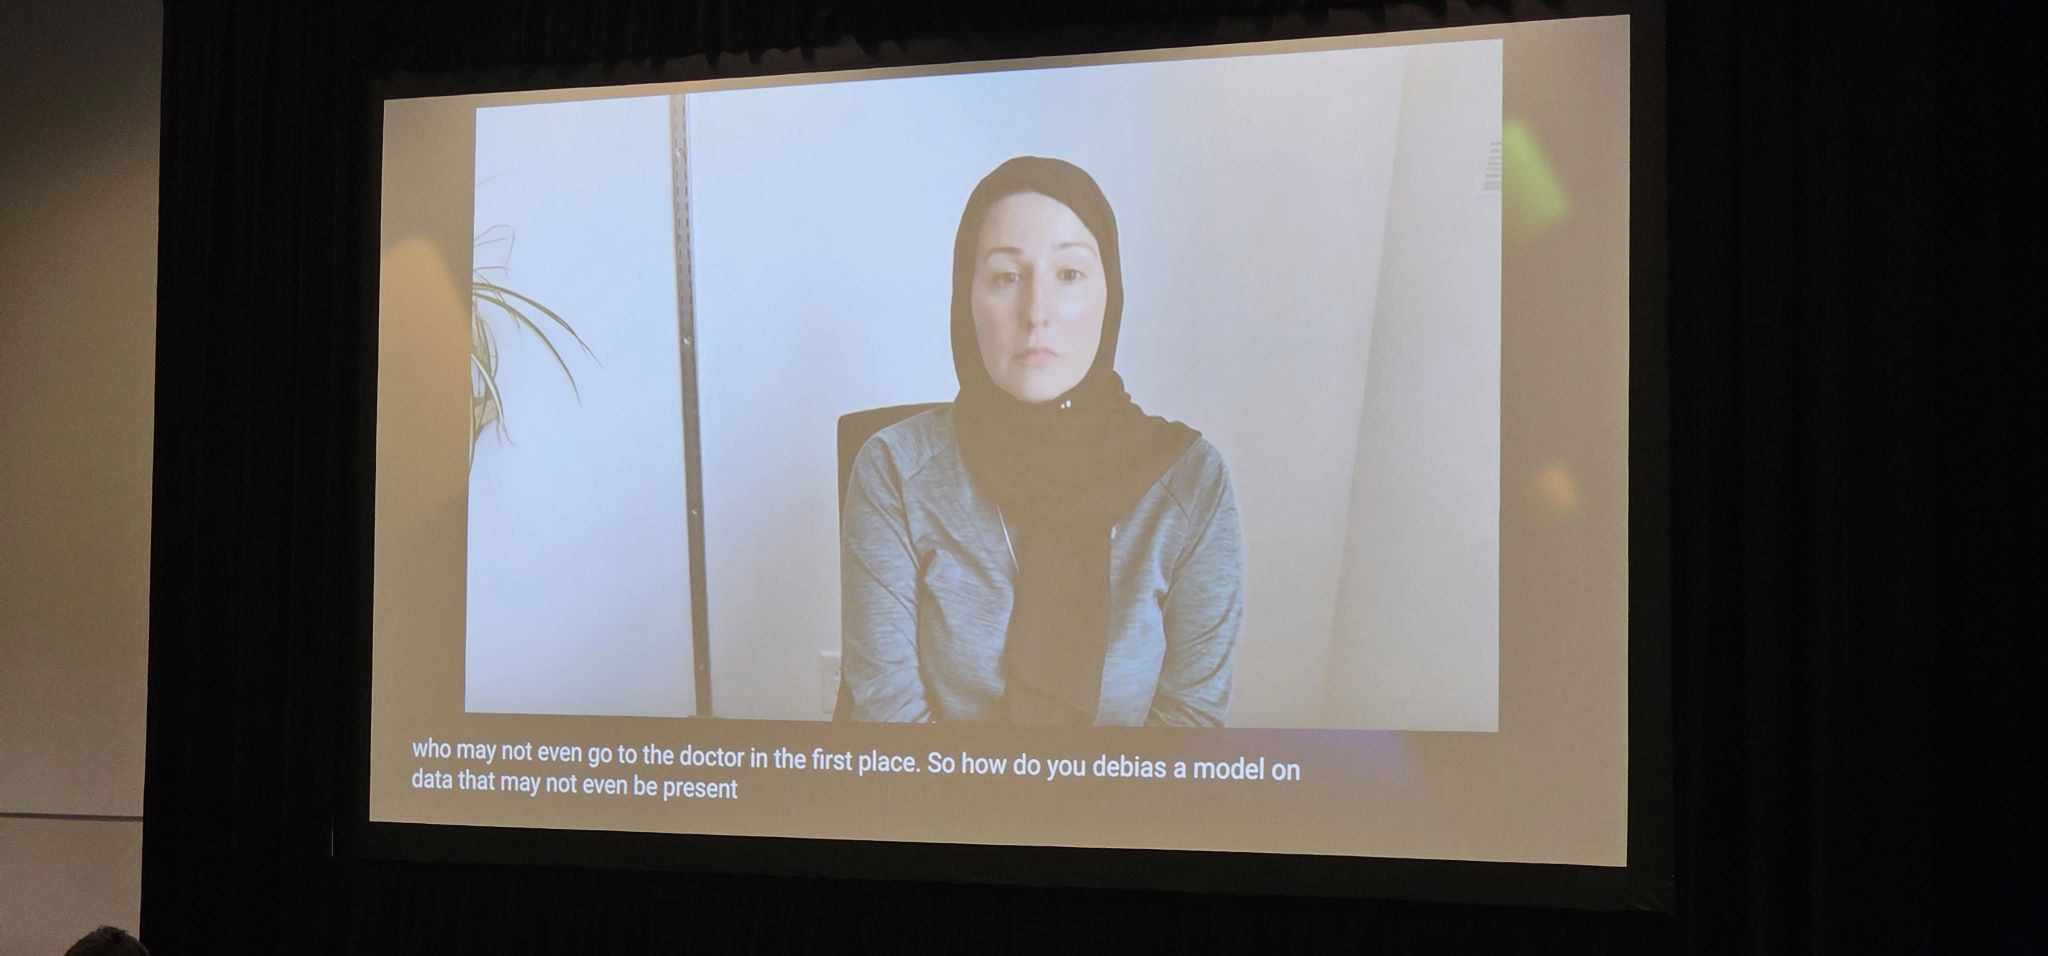 who may not even go to the doctor in the first place. So how do you debias a model on
data that may not even be present